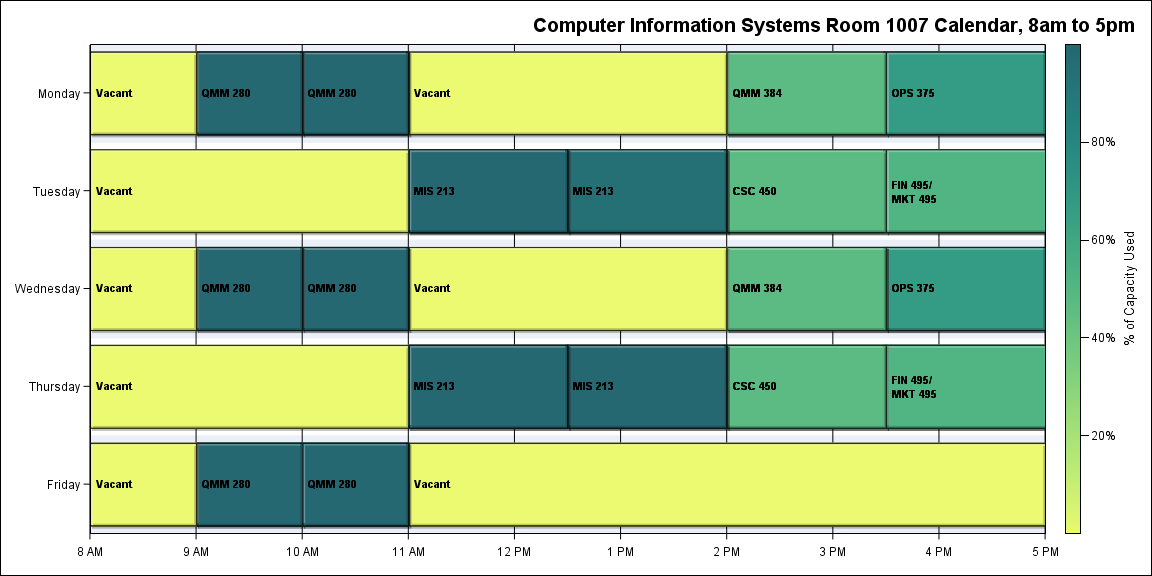 Computer Information Systems Room 1007 Calendar, 8am to 5pm
Monday
Vacant
QMM 280
QMM 280
Vacant
QMM 384
OPS 375
Tuesday
Vacant
MIS 213
MIS 213
CSC 450
FIN 495/
MKT 495
Wednesday
Vacant
QMM 280
QMM 280
Vacant
QMM 384
OPS 375
Thursday
Vacant
MIS 213
MIS 213
CSC 450
FIN 495/
MKT 495
Friday
Vacant
QMM 280
QMM 280
Vacant
8 AM
9 AM
10 AM
11 AM
12 PM
1 PM
2 PM
3 PM
4 PM
5 PM
80%
60%
40%
20%
% of Capacity Used